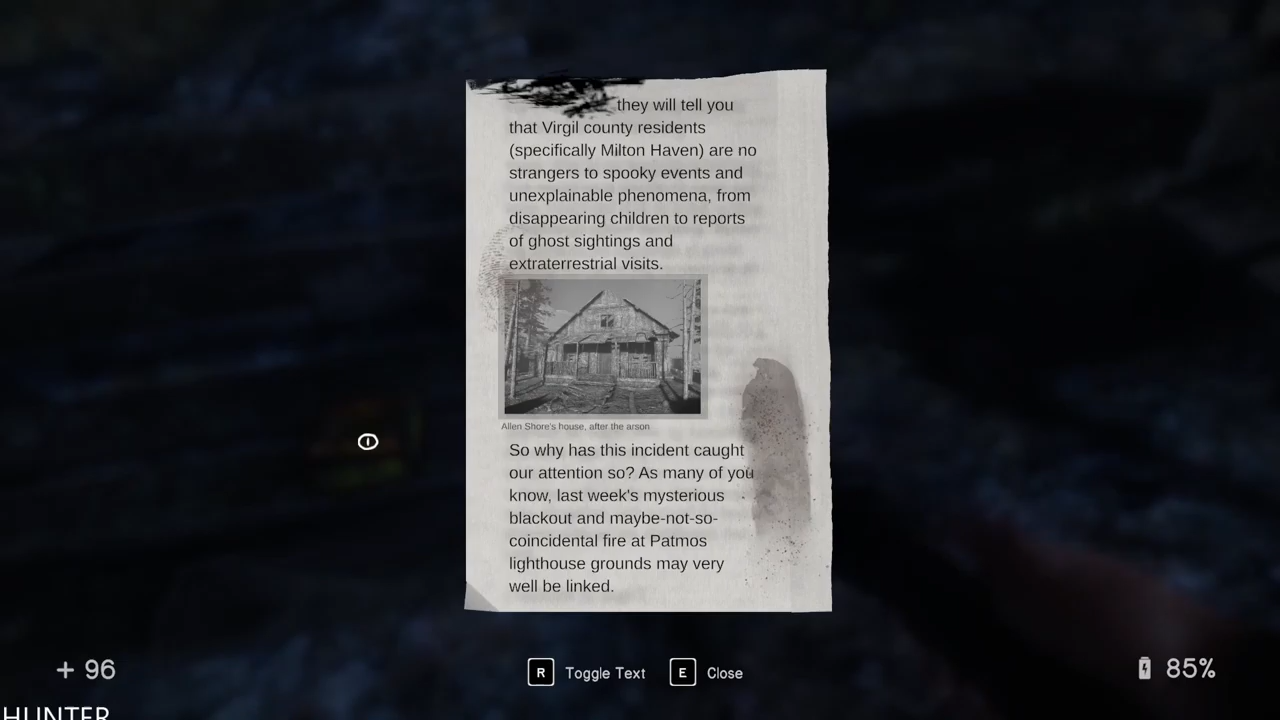 they will tell you
that Virgil county residents
(specifically Milton Haven) are no
strangers to spooky events and
unexplainable phenomena, from
disappearing children to reports
of ghost sightings and
extraterrestrial visits.
Allen Shore's house, after the arson
So why has this incident caught
our attention so? As many of you
know, last week's mysterious
blackout and maybe-not-so-
coincidental fire at Patmos
lighthouse grounds may very
well be linked.
+ 96
R Toggle Text E Close
85%
HUNTER